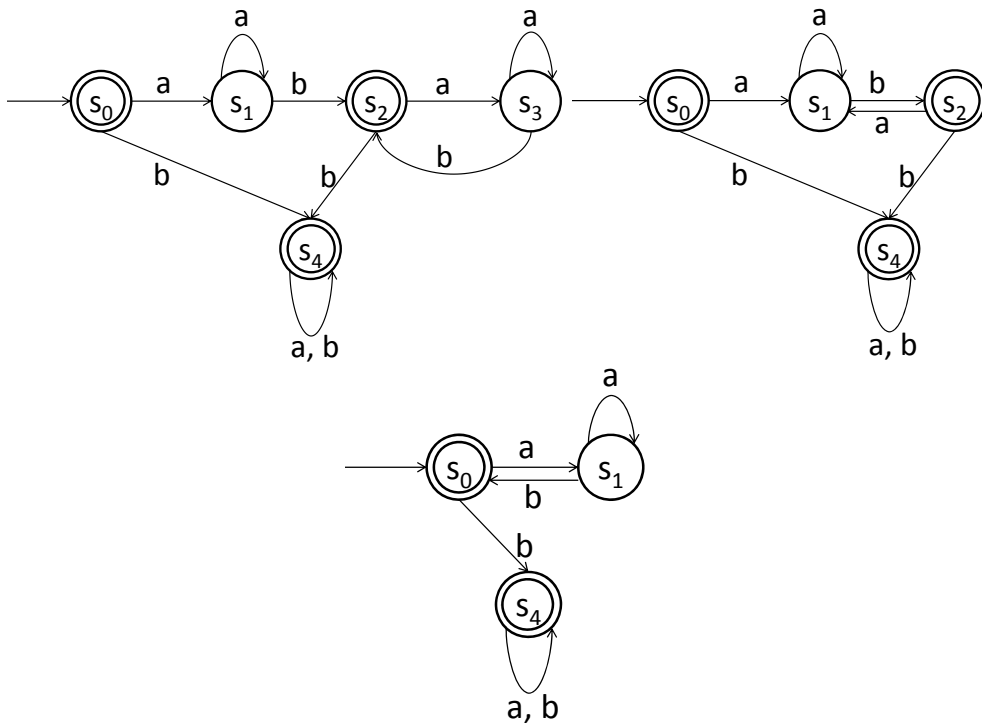 a a a
s₀ a s₁ b s₂ a s₃ s₀ a s₁ b s₂
a
b b b b b
s₄ s₄
a, b a, b
a
s₀ a s₁
b
b
s₄
a, b